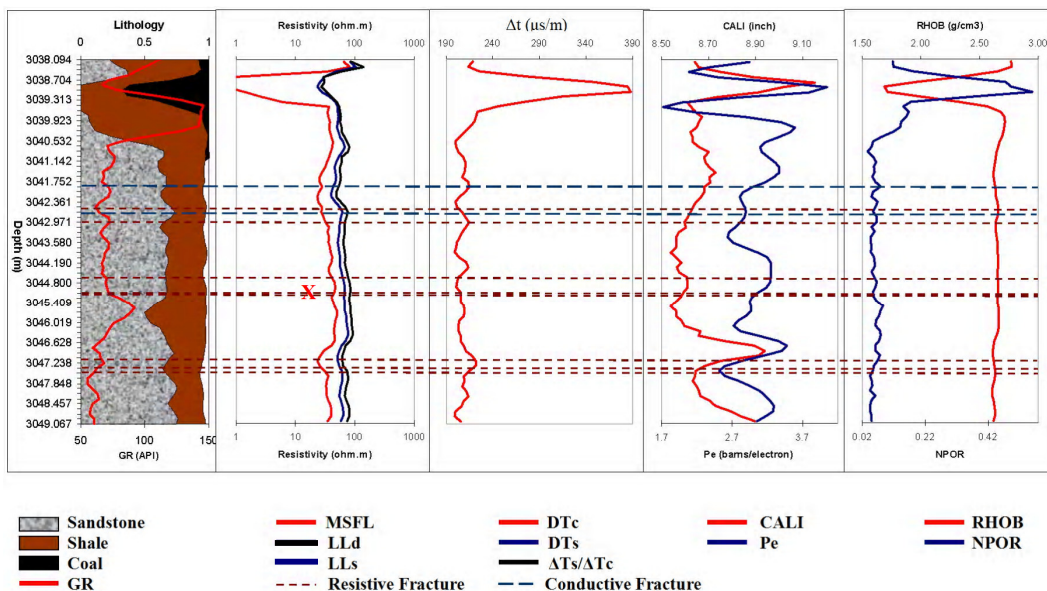 Lithology
0 0.5 1
Resistivity (ohm.m)
1 10 100 1000
Δt (µs/m)
190 240 290 340 390
CALI (inch)
8.50 8.70 8.90 9.10
RHOB (g/cm3)
1.50 2.00 2.50 3.00
Depth (m)
3038.094
3038.704
3039.313
3039.923
3040.532
3041.142
3041.752
3042.361
3042.971
3043.580
3044.190
3044.800
3045.409
3046.019
3046.628
3047.238
3047.848
3048.457
3049.067
X
50 100 150
GR (API)
1 10 100 1000
Resistivity (ohm.m)
1.7 2.7 3.7
Pe (barns/electron)
0.02 0.22 0.42
NPOR
Sandstone MSFL DTc CALI RHOB
Shale LLd DTs Pe NPOR
Coal LLs ΔTs/ΔTc
GR Resistive Fracture Conductive Fracture